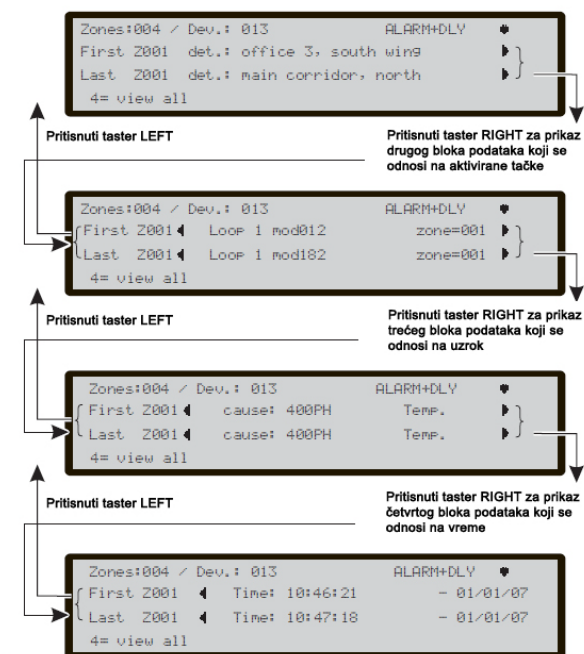 Zones:004 / Dev.: 013 ALARM+DLY
First Z001 det.: office 3, south wing
Last Z001 det.: main corridor, north
4= view all
Pritisnuti taster LEFT
Pritisnuti taster RIGHT za prikaz
drugog bloka podataka koji se
odnosi na aktivirane tačke
Zones:004 / Dev.: 013 ALARM+DLY
First Z001 Loop 1 mod012 zone=001
Last Z001 Loop 1 mod182 zone=001
4= view all
Pritisnuti taster LEFT
Pritisnuti taster RIGHT za prikaz
trećeg bloka podataka koji se
odnosi na uzrok
Zones:004 / Dev.: 013 ALARM+DLY
First Z001 cause: 400PH Temp.
Last Z001 cause: 400PH Temp.
4= view all
Pritisnuti taster LEFT
Pritisnuti taster RIGHT za prikaz
četvrtog bloka podataka koji se
odnosi na vreme
Zones:004 / Dev.: 013 ALARM+DLY
First Z001 Time: 10:46:21 - 01/01/07
Last Z001 Time: 10:47:18 - 01/01/07
4= view all